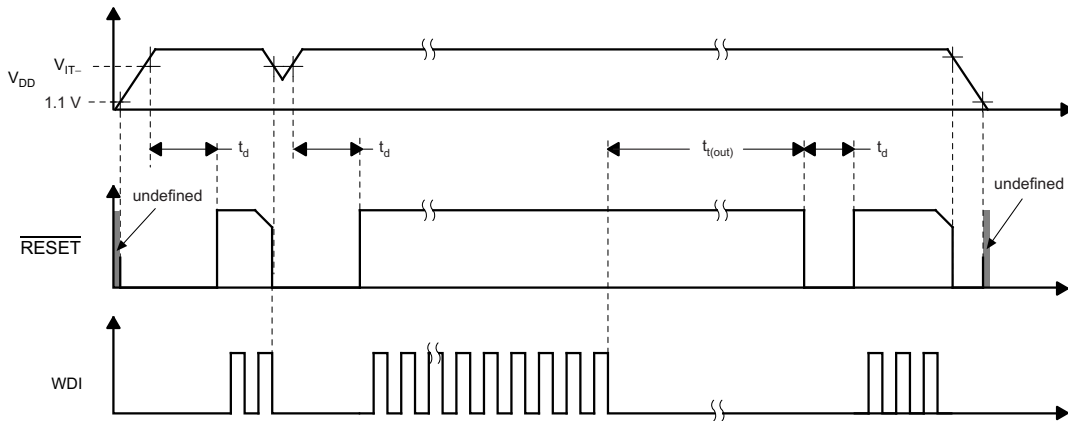 V_IT–
V_DD
1.1 V
t_d
t_d
t_t(out)
t_d
undefined
undefined
RESET
WDI